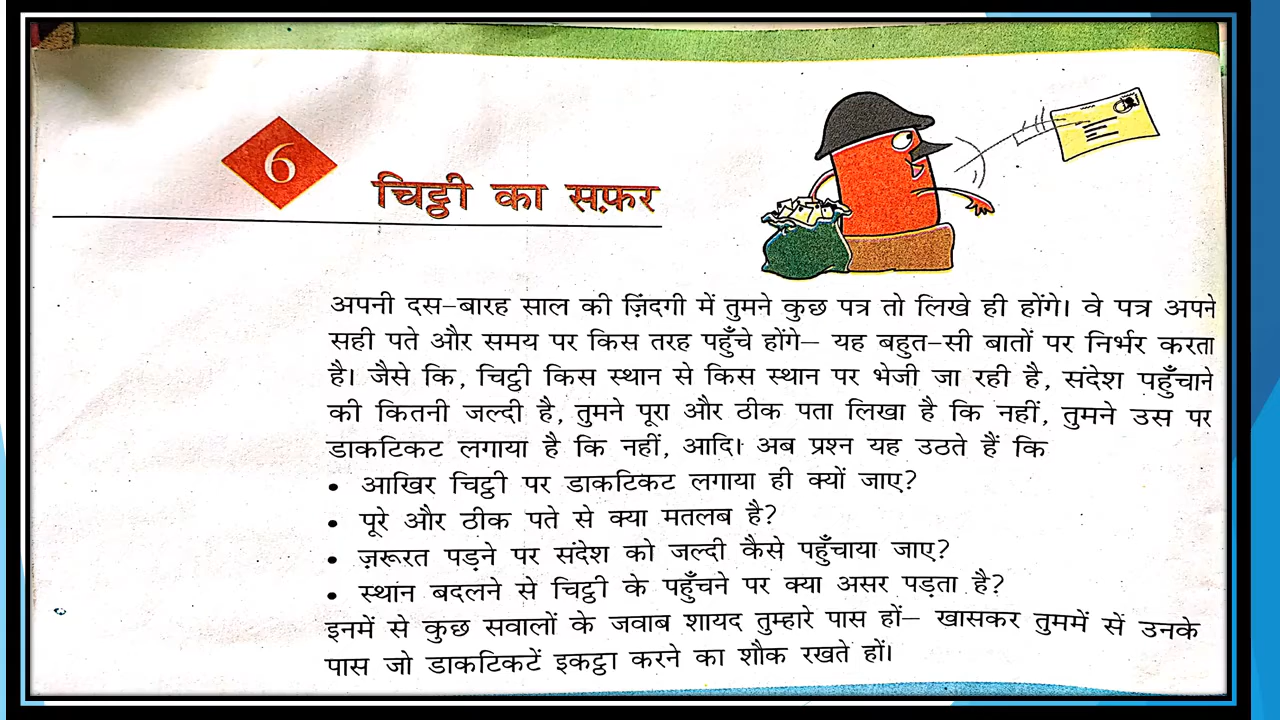 6
चिट्ठी का सफ़र
अपनी दस–बारह साल की ज़िंदगी में तुमने कुछ पत्र तो लिखे ही होंगे। वे पत्र अपने
सही पते और समय पर किस तरह पहुँचे होंगे– यह बहुत–सी बातों पर निर्भर करता
है। जैसे कि, चिट्ठी किस स्थान से किस स्थान पर भेजी जा रही है, संदेश पहुँचाने
की कितनी जल्दी है, तुमने पूरा और ठीक पता लिखा है कि नहीं, तुमने उस पर
डाकटिकट लगाया है कि नहीं, आदि। अब प्रश्न यह उठते हैं कि
• आखिर चिट्ठी पर डाकटिकट लगाया ही क्यों जाए?
• पूरे और ठीक पते से क्या मतलब है?
• ज़रूरत पड़ने पर संदेश को जल्दी कैसे पहुँचाया जाए?
• स्थान बदलने से चिट्ठी के पहुँचने पर क्या असर पड़ता है?
इनमें से कुछ सवालों के जवाब शायद तुम्हारे पास हों– खासकर तुममें सें उनके
पास जो डाकटिकटें इकट्ठा करने का शौक रखते हों।